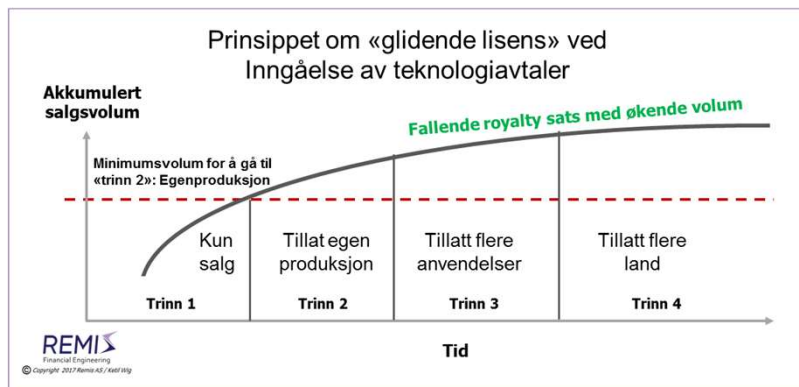 Prinsippet om «glidende lisens» ved
Inngåelse av teknologiavtaler
Akkumulert
salgsvolum
Fallende royalty sats med økende volum
Minimumsvolum for å gå til
«trinn 2»: Egenproduksjon
Kun
salg
Tillat egen
produksjon
Tillatt flere
anvendelser
Tillatt flere
land
Trinn 1
Trinn 2
Trinn 3
Trinn 4
Tid
REMIS
Financial Engineering
© Copyright 2017 Remis AS / Ketil Wig